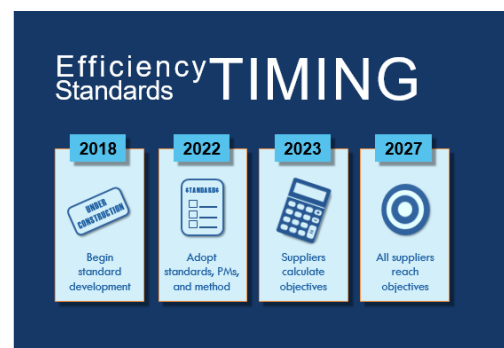 Efficiency
Standards
TIMING
2018
2022
2023
2027
UNDER
CONSTRUCTION
STANDARDS
Begin
standard
development
Adopt
standards, PMs,
and method
Suppliers
calculate
objectives
All suppliers
reach
objectives